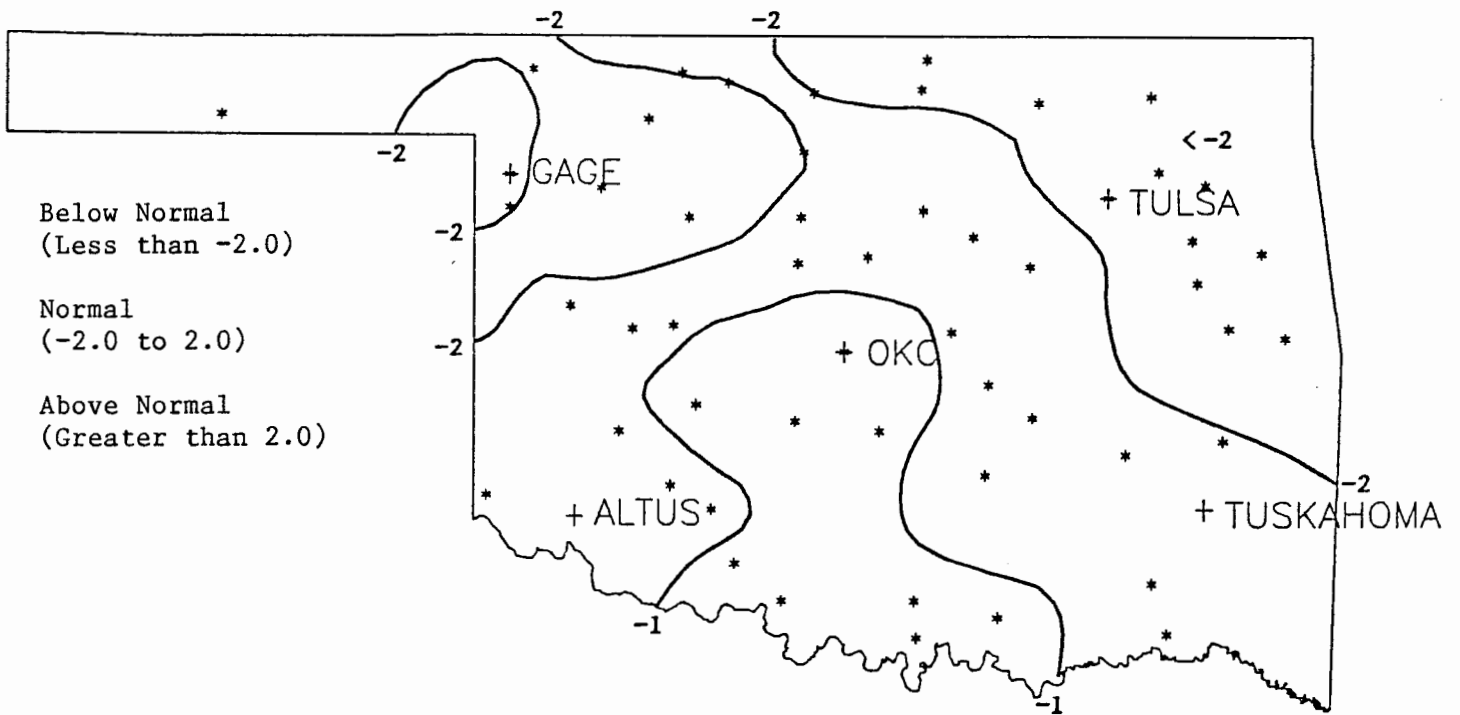 -2
-2
-2
<-2
GAGE
TULSA
Below Normal
(Less than -2.0)
-2
Normal
(-2.0 to 2.0)
-2
OKC
Above Normal
(Greater than 2.0)
-2
ALTUS
TUSKAHOMA
-1
-1